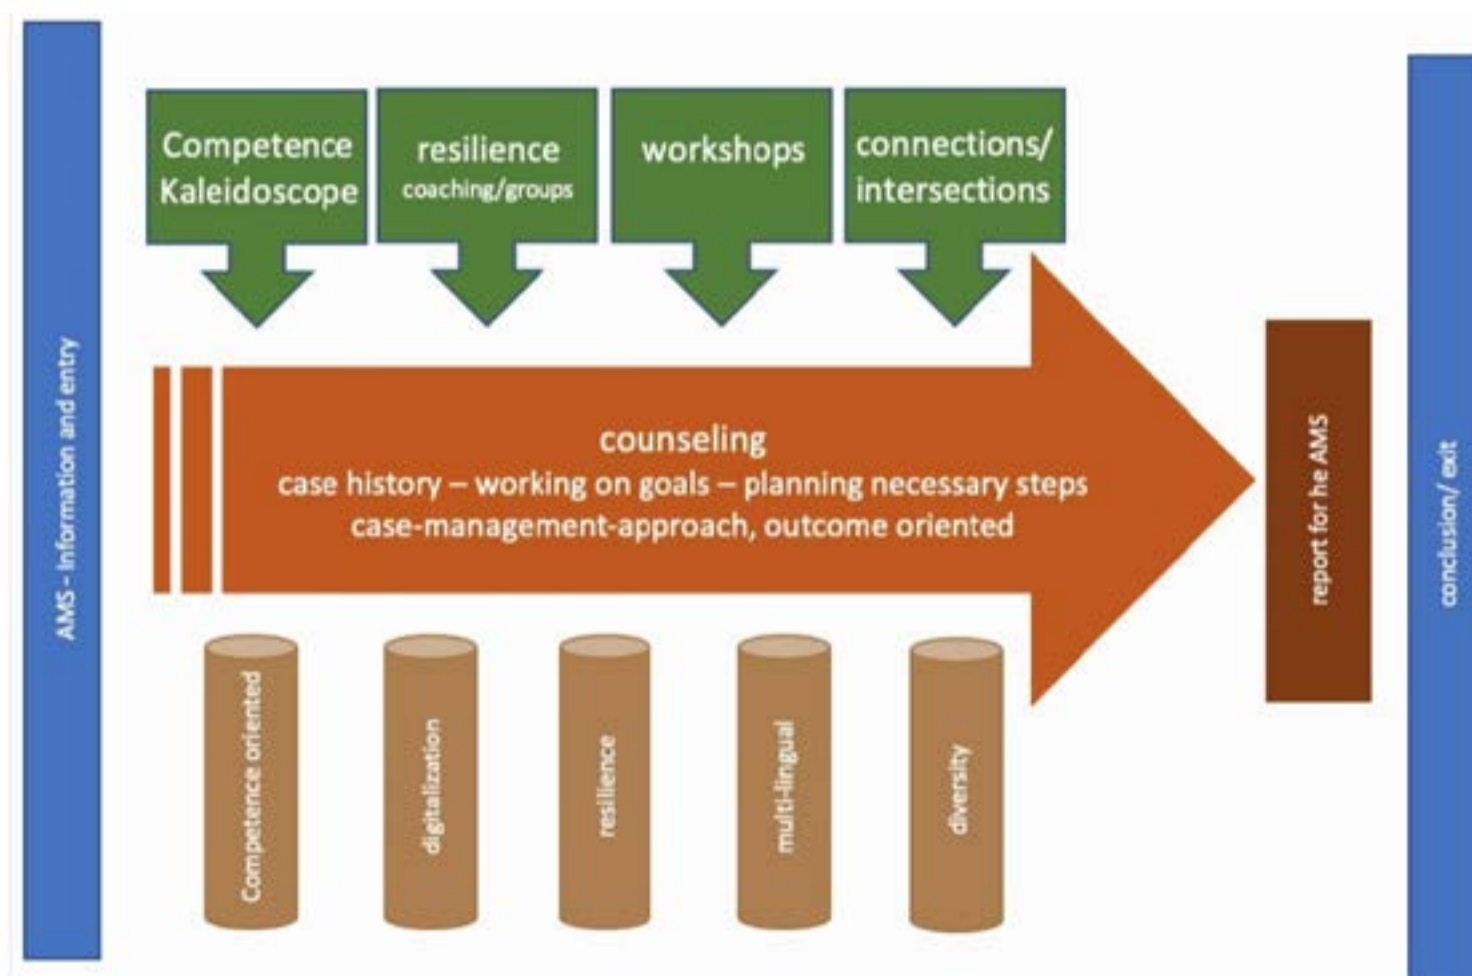 AMS - Information and entry
Competence
Kaleidoscope
resilience
coaching/groups
workshops
connections/
intersections
counseling
case history – working on goals – planning necessary steps
case-management-approach, outcome oriented
Competence oriented
digitalization
resilience
multi-lingual
diversity
report for he AMS
conclusion/ exit